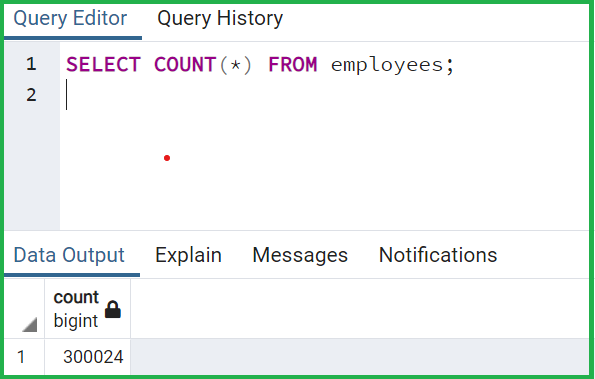 Query Editor Query History
1 SELECT COUNT(*) FROM employees;
2
Data Output Explain Messages Notifications
count
bigint
1 300024